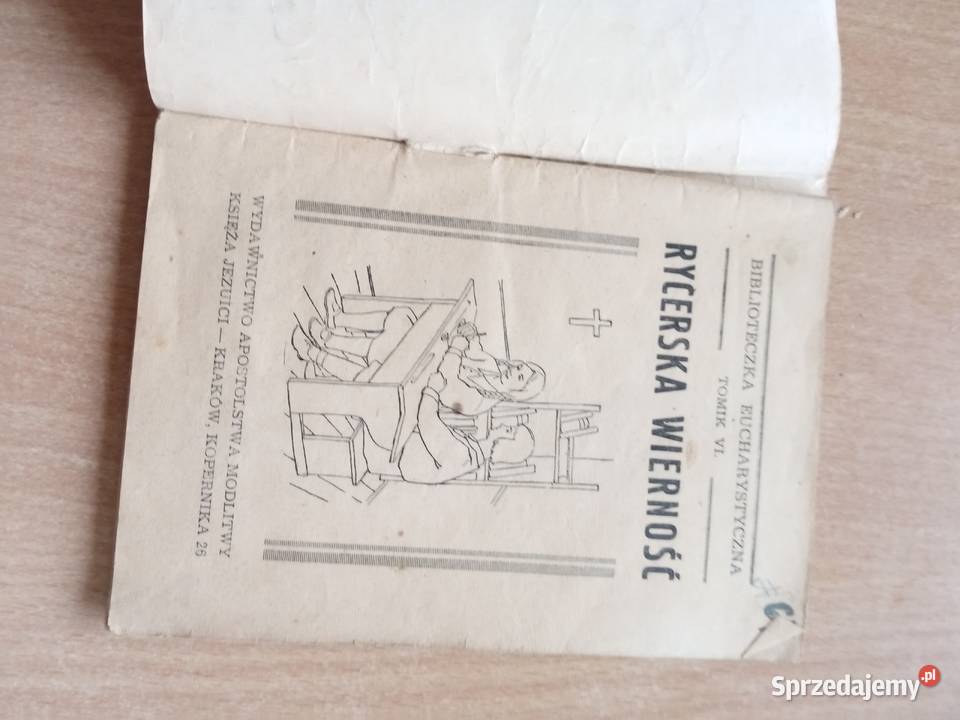 BIBLIOTECZKA EUCHARYSTYCZNA
TOMIK VI.
RYCERSKA WIERNOŚĆ
WYDAWNICTWO APOSTOLSTWA MODLITWY
KSIĘŻA JEZUICI — KRAKÓW, KOPERNIKA 26
Sprzedajemy.pl